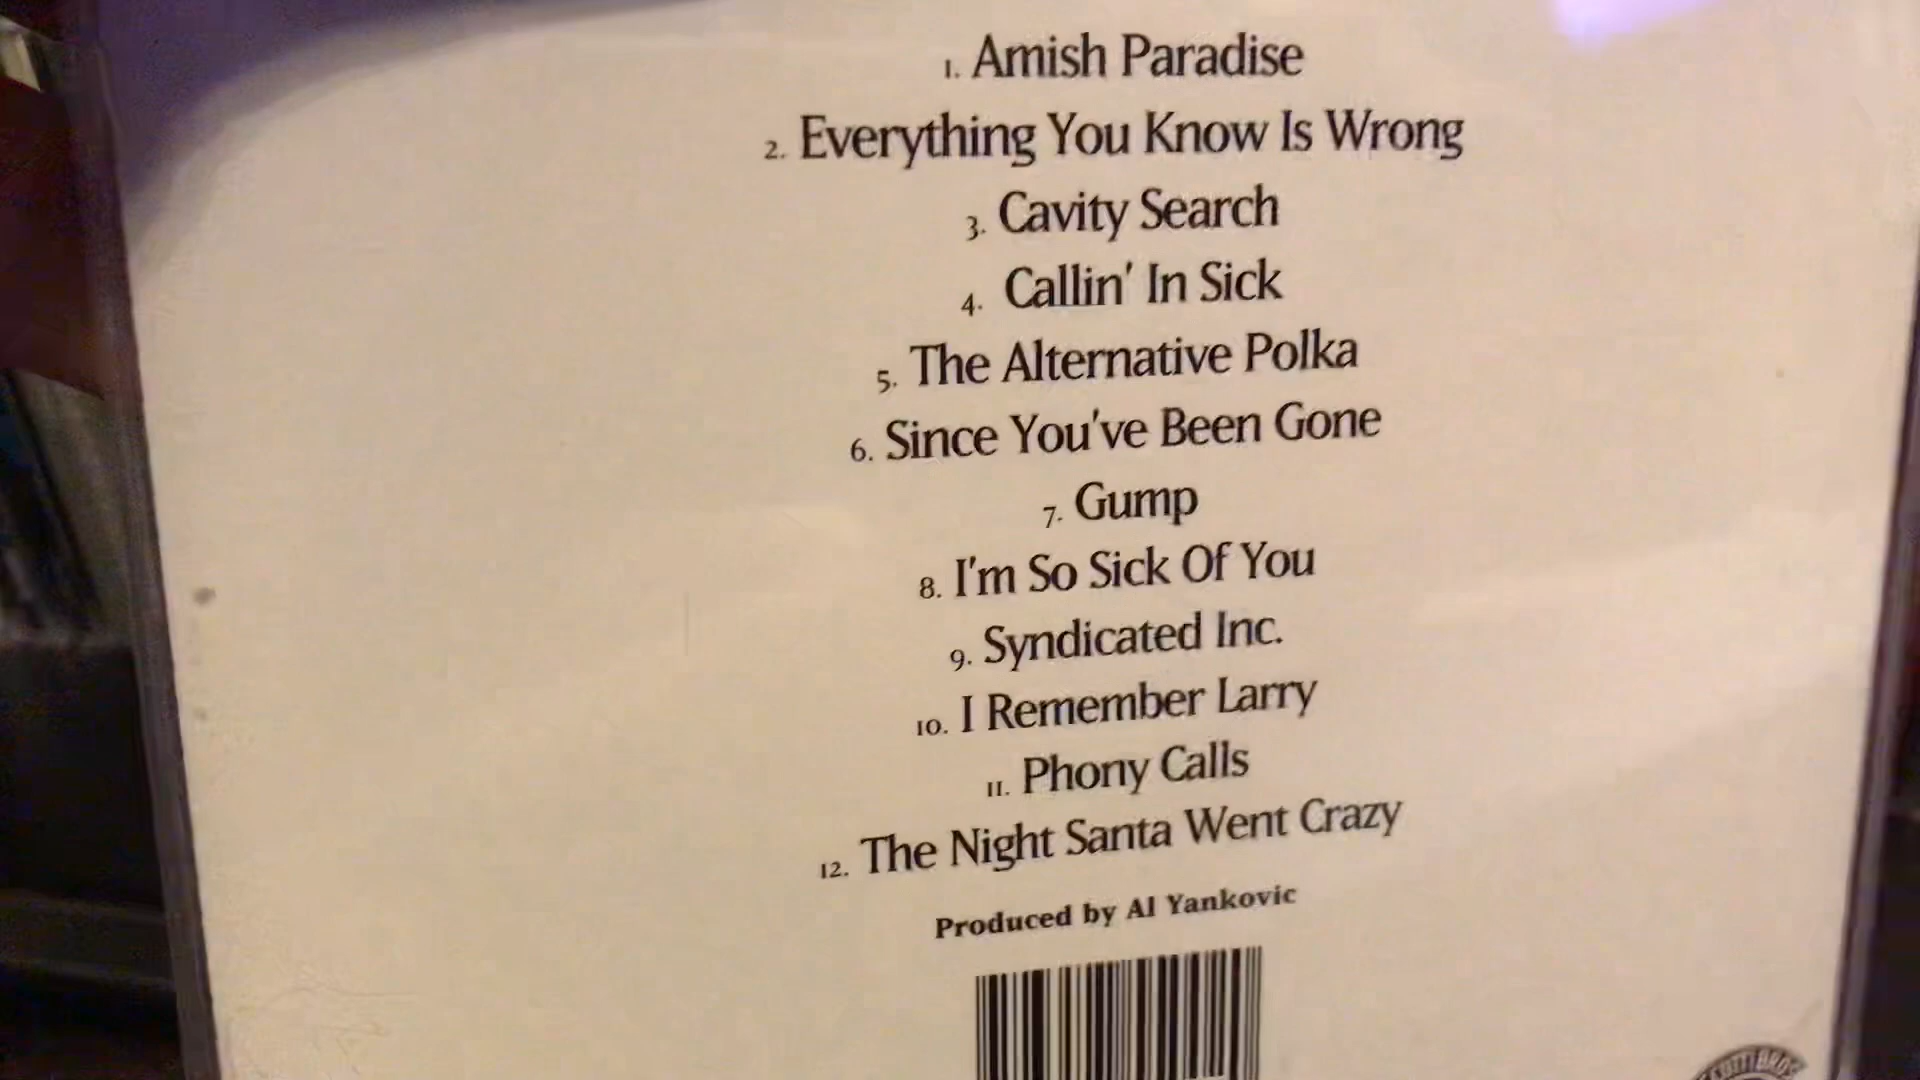 1. Amish Paradise
2. Everything You Know Is Wrong
3. Cavity Search
4. Callin' In Sick
5. The Alternative Polka
6. Since You've Been Gone
7. Gump
8. I'm So Sick Of You
9. Syndicated Inc.
10. I Remember Larry
11. Phony Calls
12. The Night Santa Went Crazy
Produced by Al Yankovic